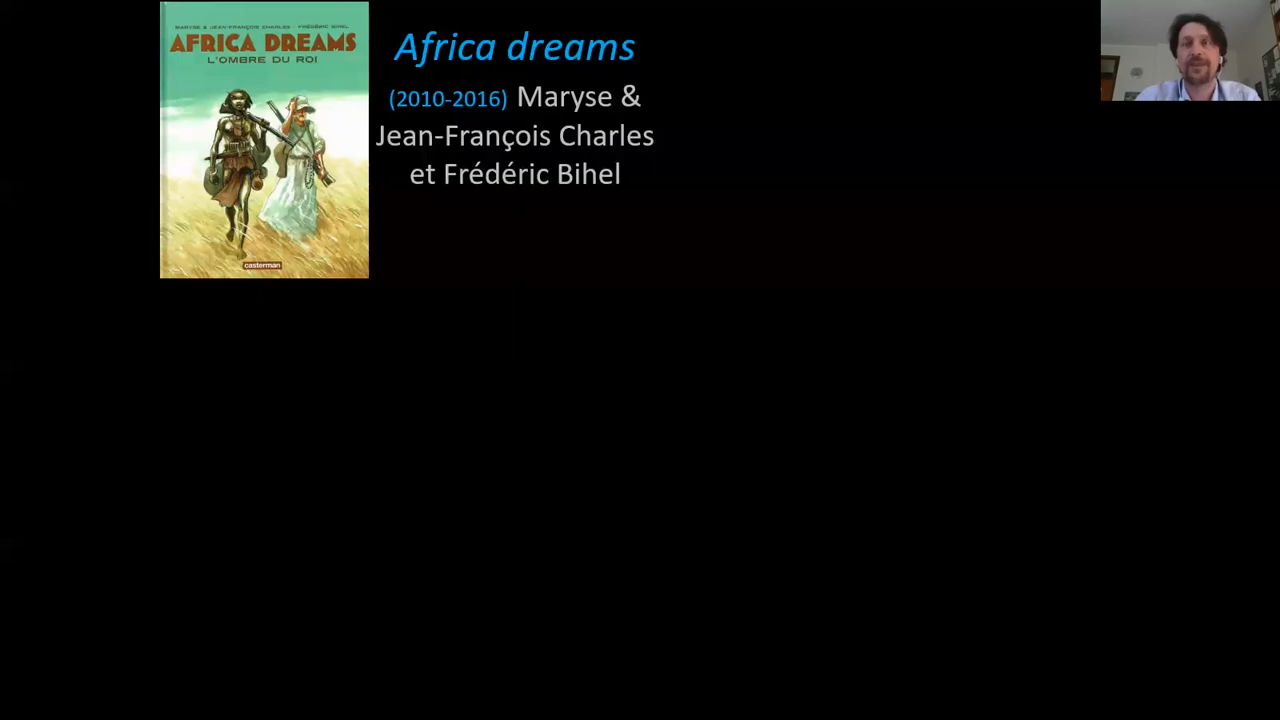 MARYSE & JEAN-FRANÇOIS CHARLES - FRÉDÉRIC BIHEL
AFRICA DREAMS
L'OMBRE DU ROI
casterman
Africa dreams
(2010-2016) Maryse &
Jean-François Charles
et Frédéric Bihel